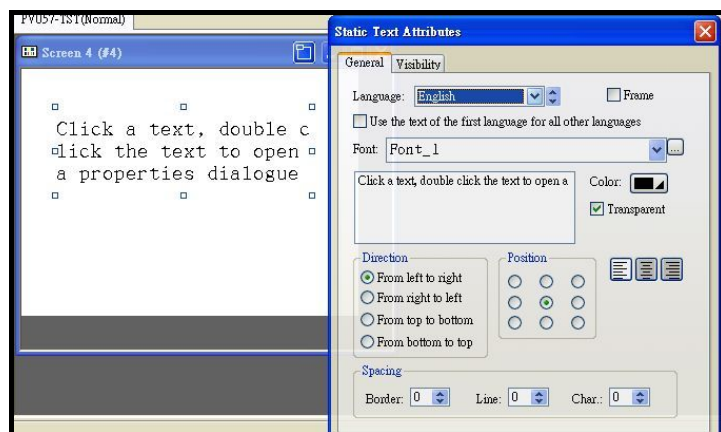 PV057-TST(Normal)
Screen 4 (#4)
Click a text, double c
lick the text to open
a properties dialogue
Static Text Attributes
General Visibility
Language: English Frame
Use the text of the first language for all other languages
Font: Font_1 ...
Click a text, double click the text to open a
Color:
Transparent
Direction
From left to right
From right to left
From top to bottom
From bottom to top
Position
Spacing
Border: 0 Line: 0 Char.: 0